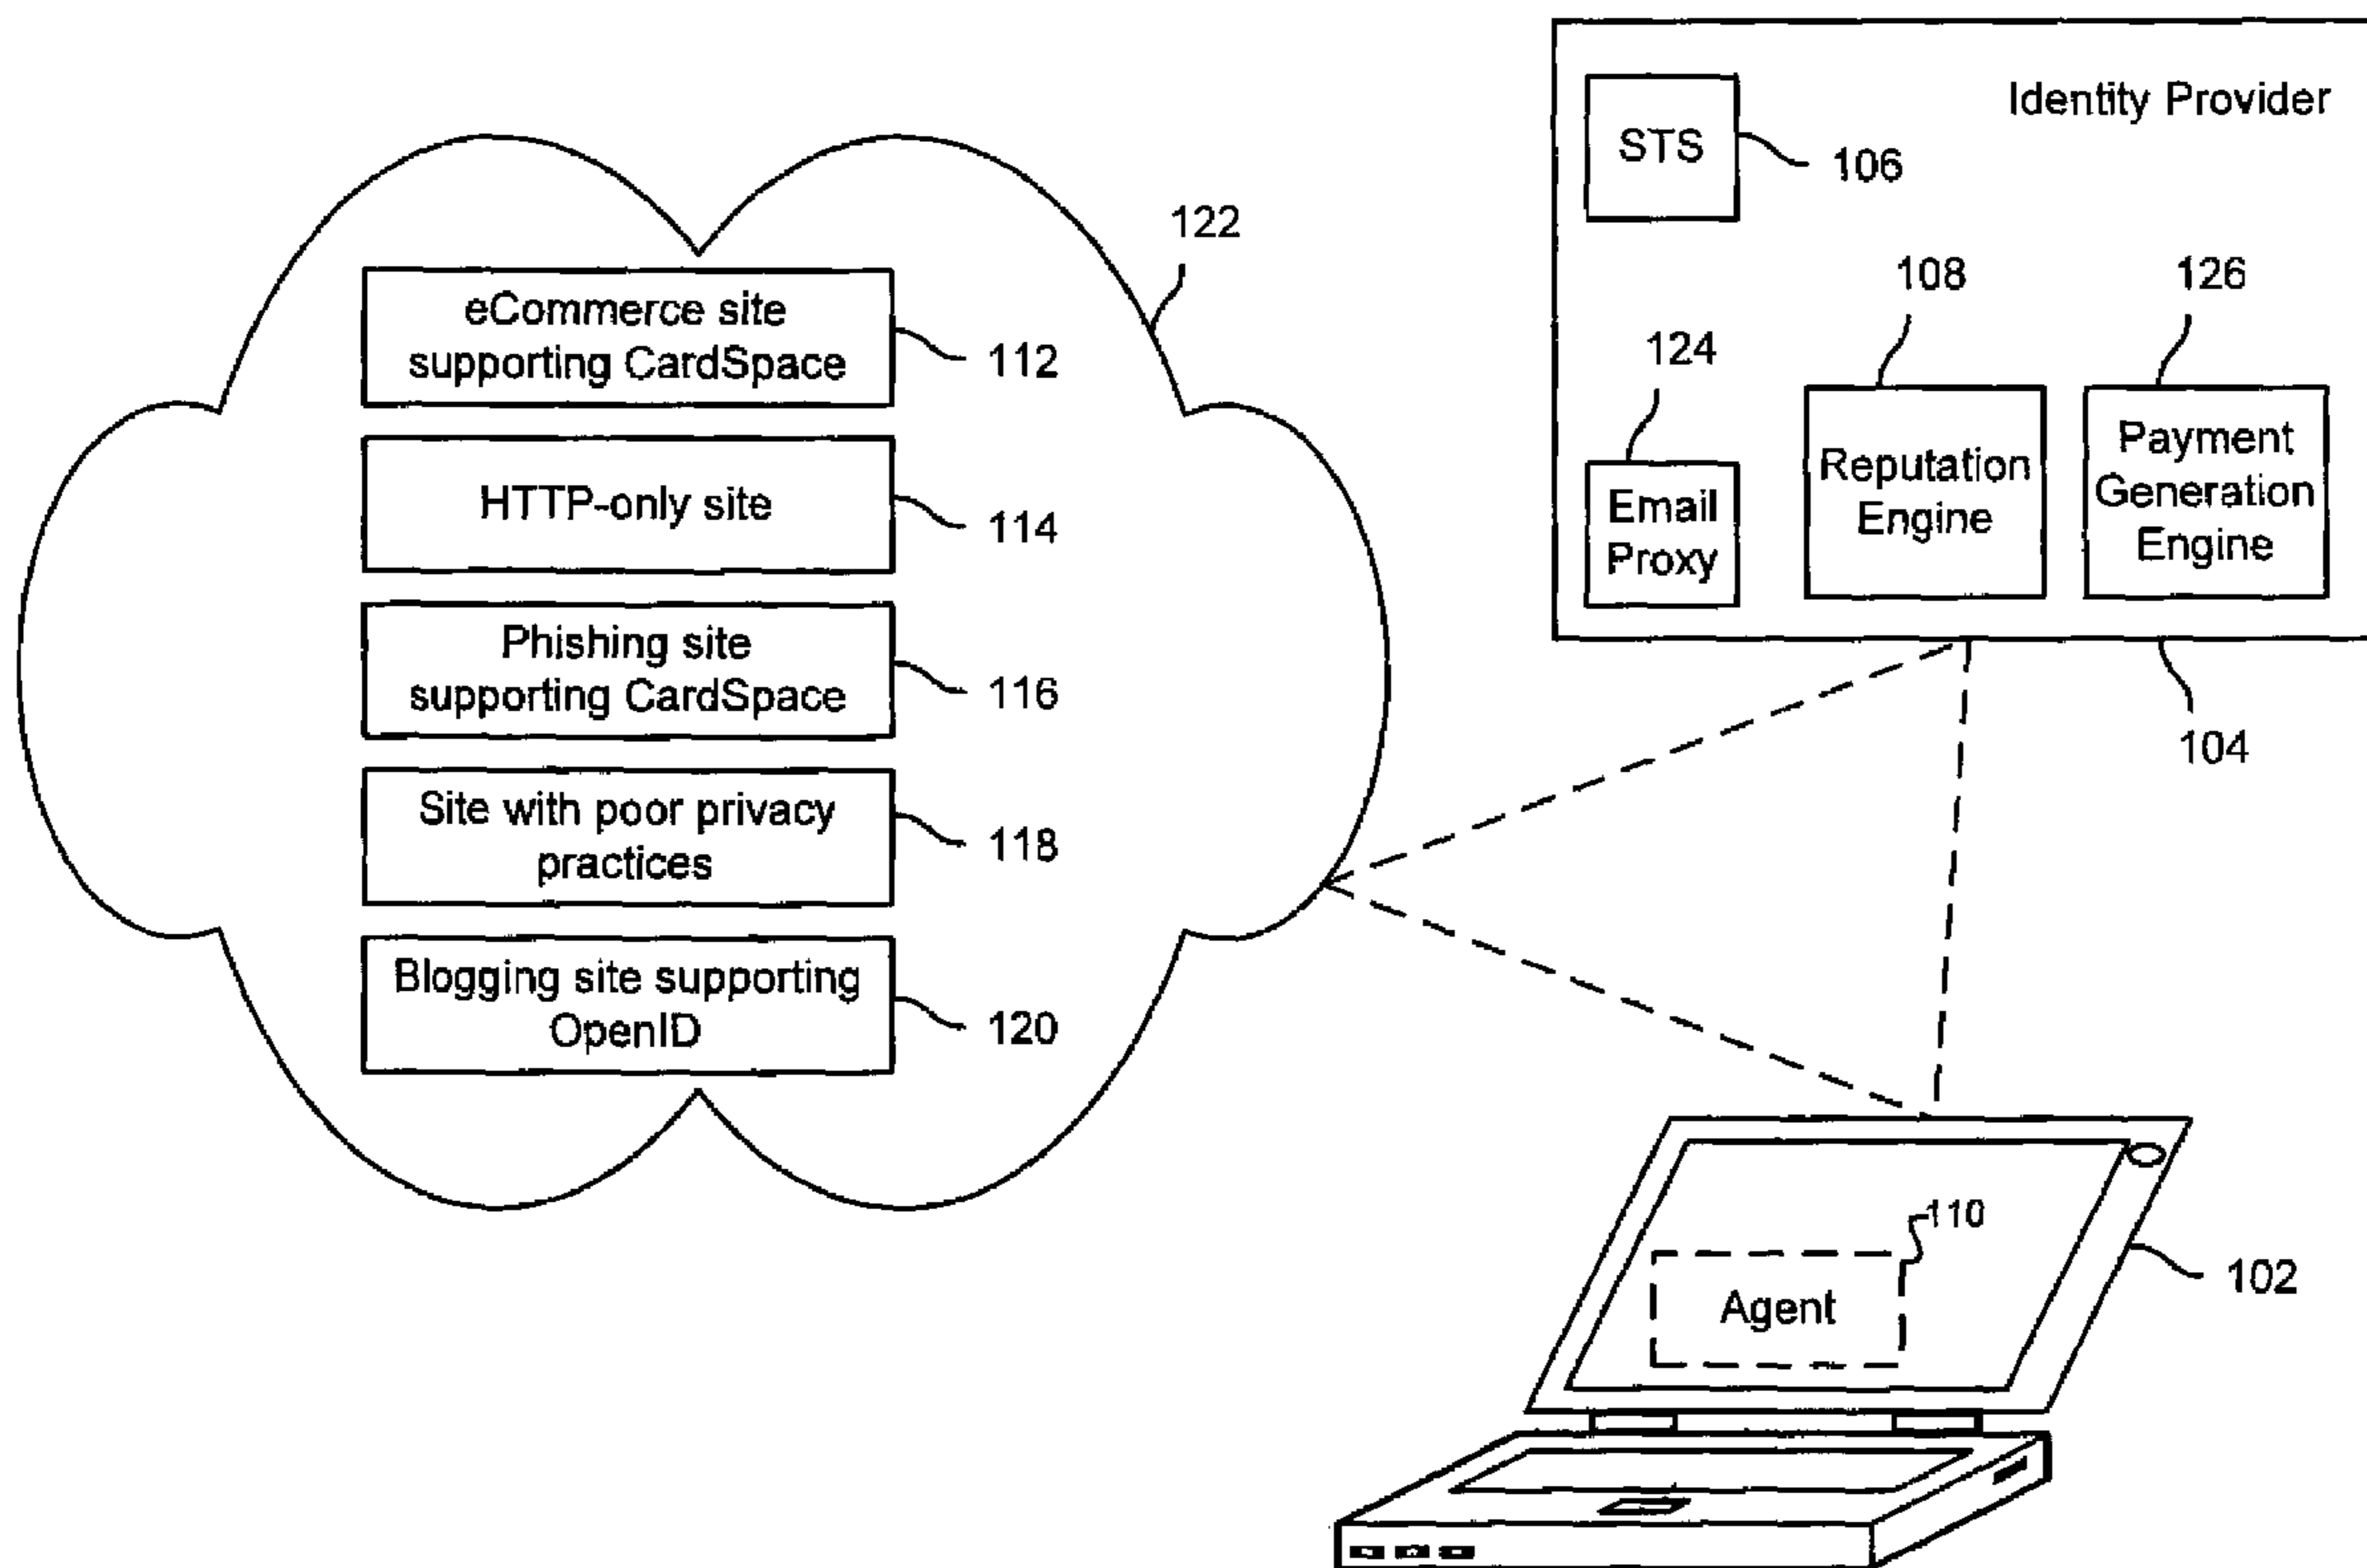 eCommerce site
supporting CardSpace
112
HTTP-only site
114
Phishing site
supporting CardSpace
116
Site with poor privacy
practices
118
Blogging site supporting
OpenID
120
122
Identity Provider
STS
106
108
126
124
Email
Proxy
Reputation
Engine
Payment
Generation
Engine
104
110
Agent
102